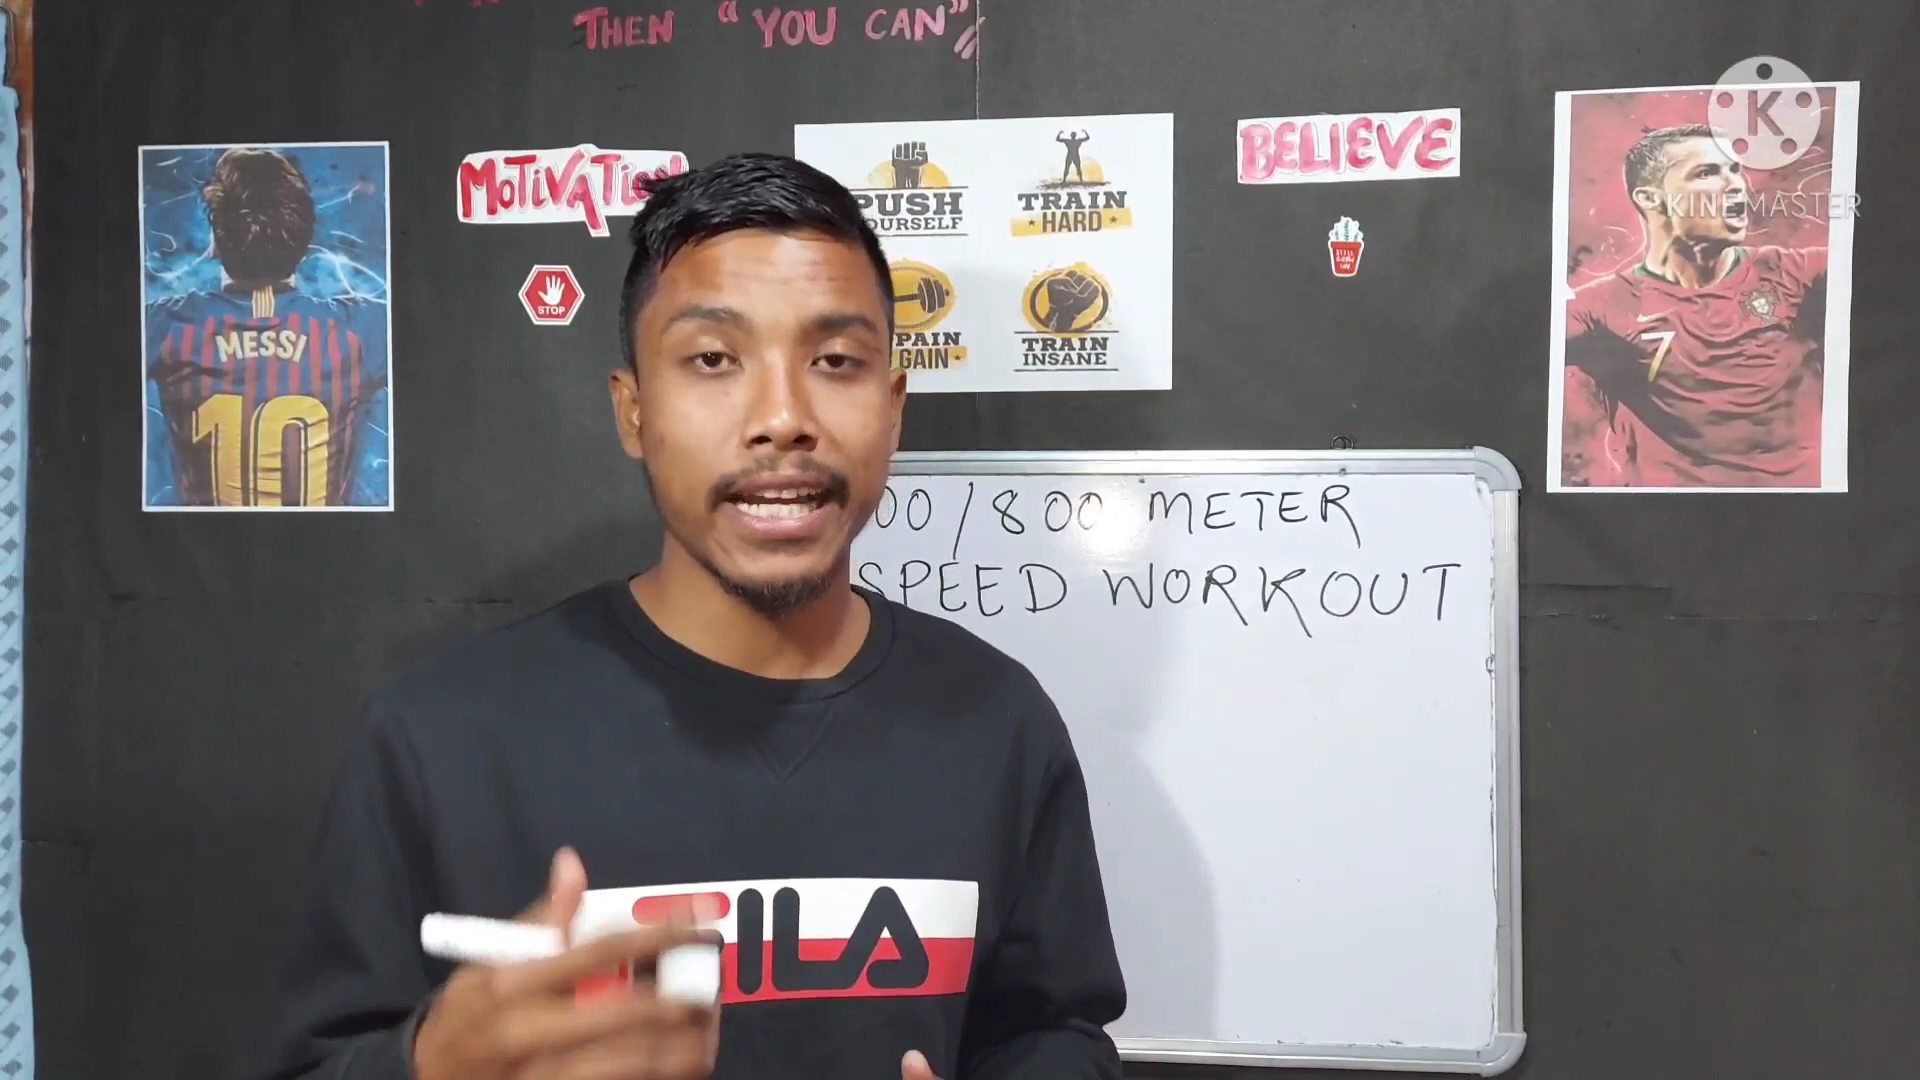 THEN "YOU CAN"
MOTIVATION
STOP
MESSI
10
PUSH
YOURSELF
TRAIN
HARD
PAIN
GAIN
TRAIN
INSANE
BELIEVE
7
KINEMASTER
00/800 METER
SPEED WORKOUT
FILA